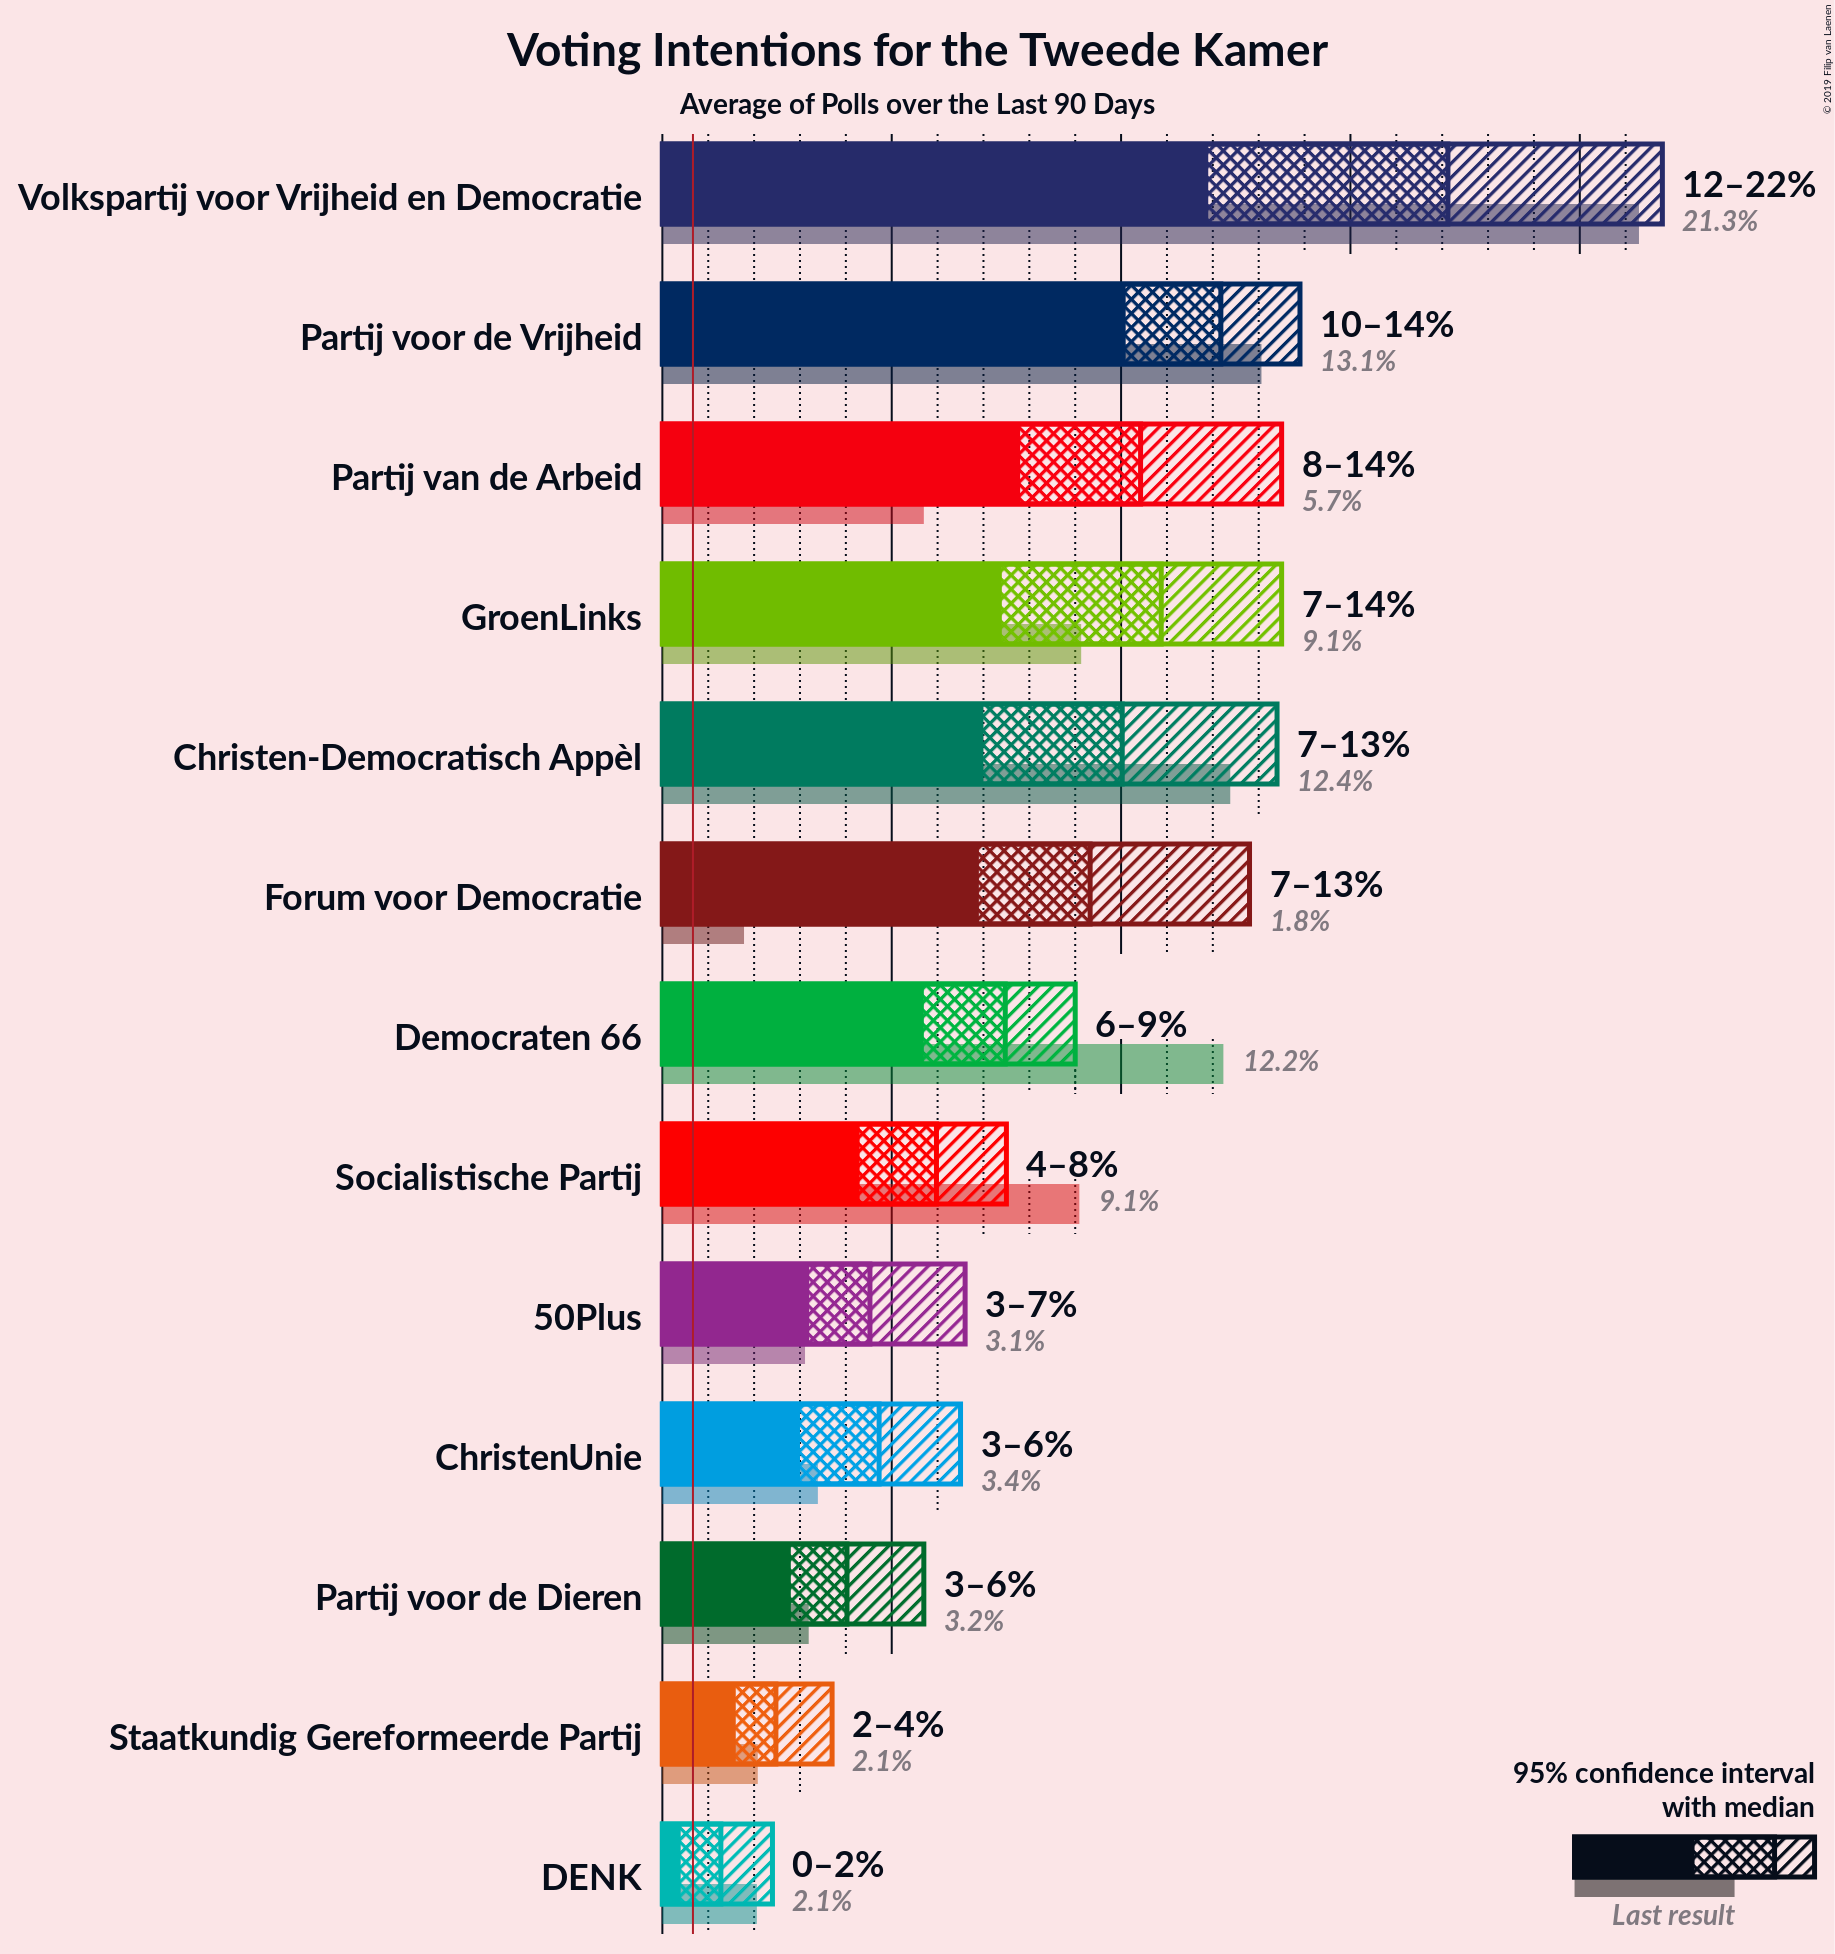 Voting Intentions for the Tweede Kamer
Average of Polls over the Last 90 Days
© 2019 Filip van Laenen
Volkspartij voor Vrijheid en Democratie
12–22%
21.3%
Partij voor de Vrijheid
10–14%
13.1%
Partij van de Arbeid
8–14%
5.7%
GroenLinks
7–14%
9.1%
Christen-Democratisch Appèl
7–13%
12.4%
Forum voor Democratie
7–13%
1.8%
Democraten 66
6–9%
12.2%
Socialistische Partij
4–8%
9.1%
50Plus
3–7%
3.1%
ChristenUnie
3–6%
3.4%
Partij voor de Dieren
3–6%
3.2%
Staatkundig Gereformeerde Partij
2–4%
2.1%
DENK
0–2%
2.1%
95% confidence interval
with median
Last result